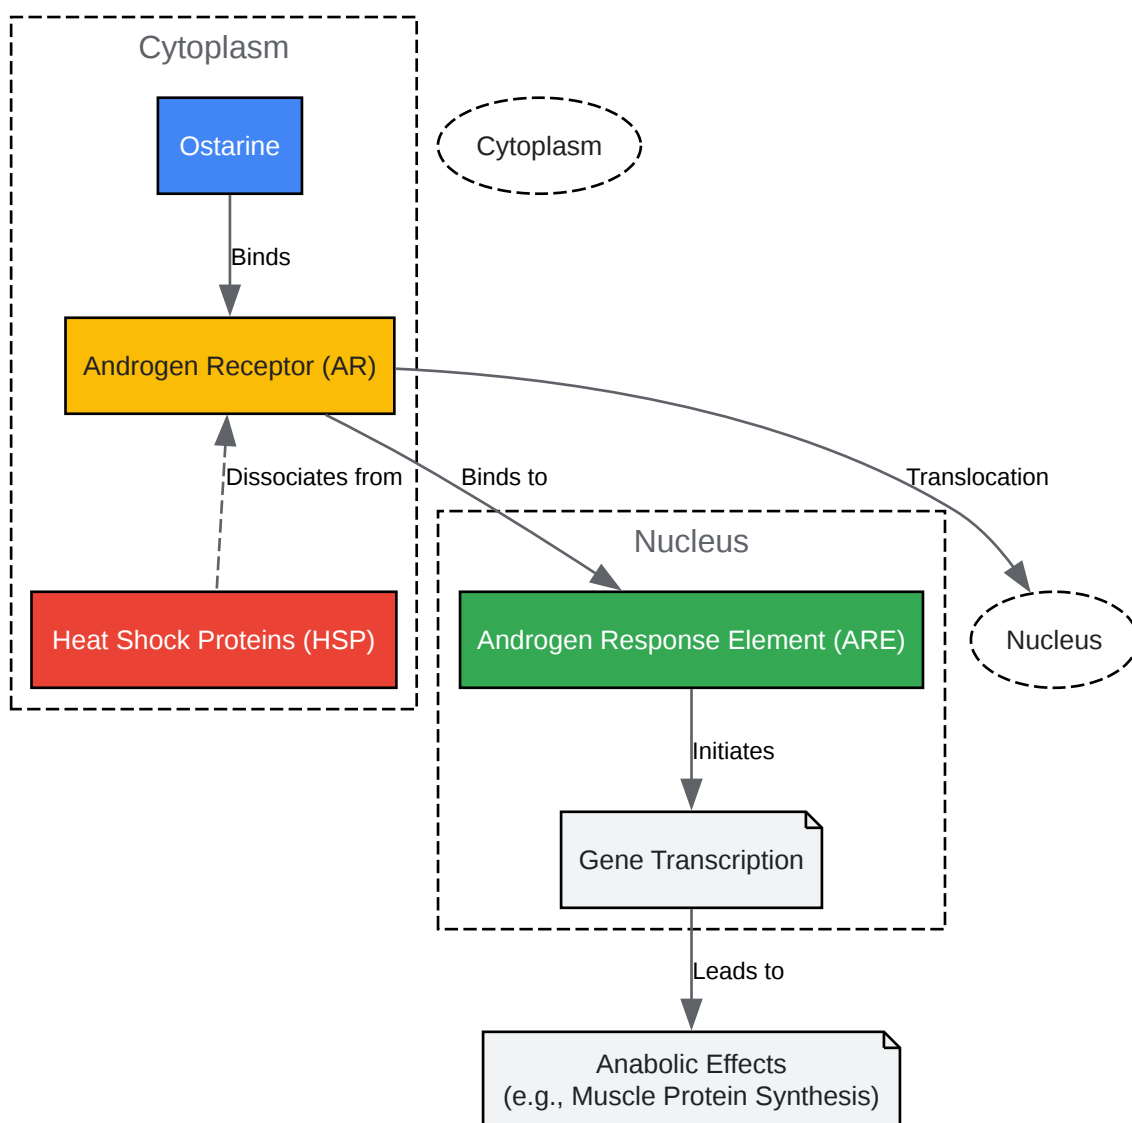 Cytoplasm
Ostarine
Cytoplasm
Binds
Androgen Receptor (AR)
Dissociates from
Binds to
Translocation
Nucleus
Heat Shock Proteins (HSP)
Androgen Response Element (ARE)
Nucleus
Initiates
Gene Transcription
Leads to
Anabolic Effects
(e.g., Muscle Protein Synthesis)